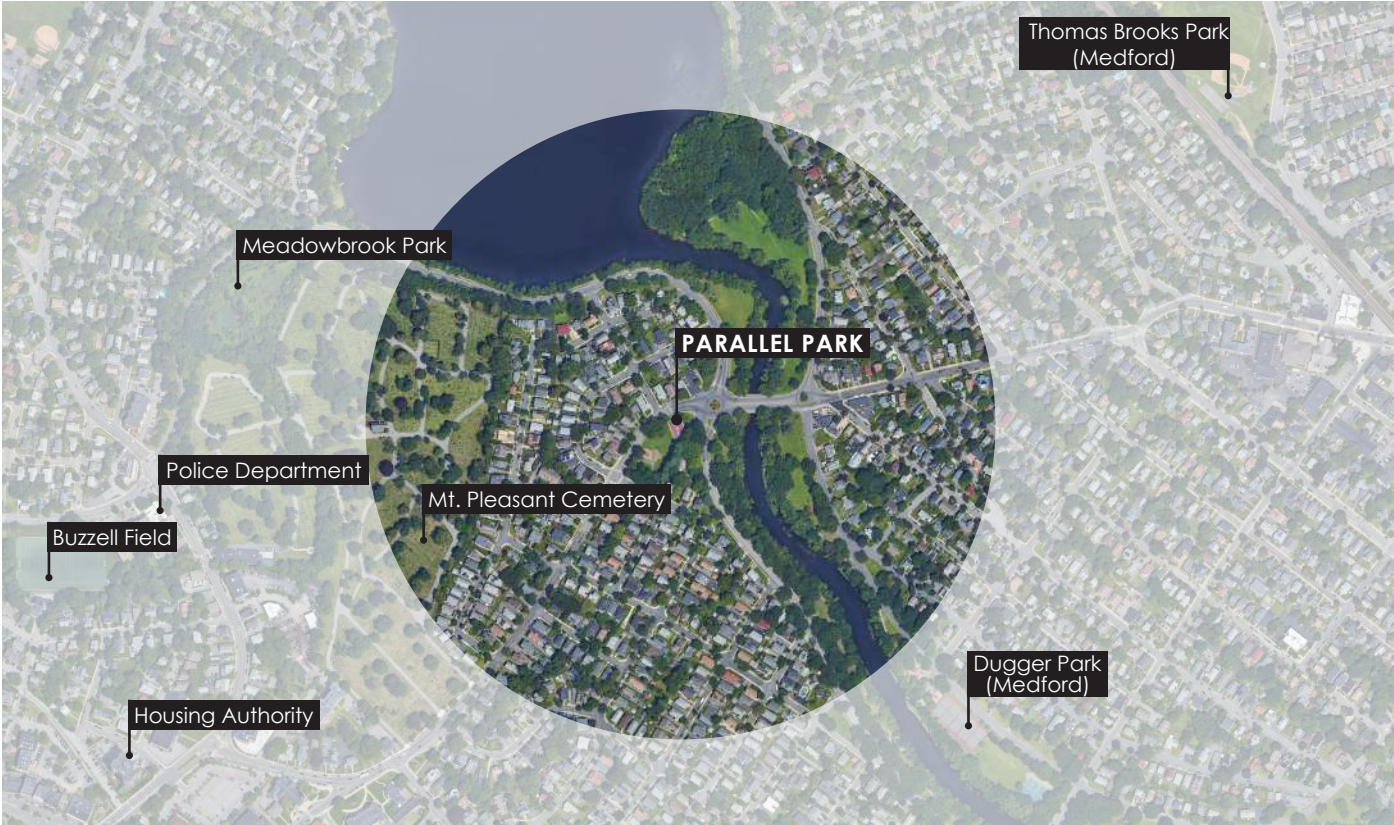 Thomas Brooks Park
(Medford)
Meadowbrook Park
PARALLEL PARK
Police Department
Mt. Pleasant Cemetery
Buzzell Field
Dugger Park
(Medford)
Housing Authority